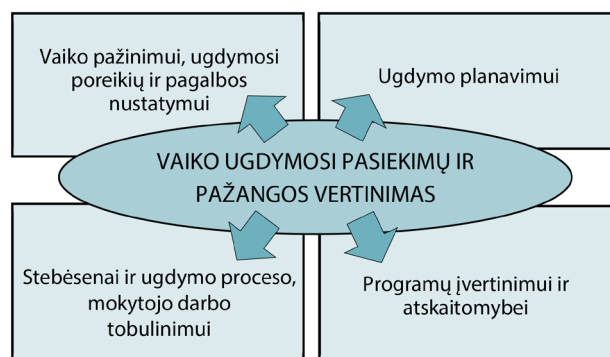 Vaiko pažinimui, ugdymosi
poreikių ir pagalbos
nustatymui
Ugdymo planavimui
VAIKO UGDYMOSI PASIEKIMŲ IR
PAŽANGOS VERTINIMAS
Stebėsenai ir ugdymo proceso,
mokytojo darbo
tobulinimui
Programų įvertinimui ir
atskaitomybei